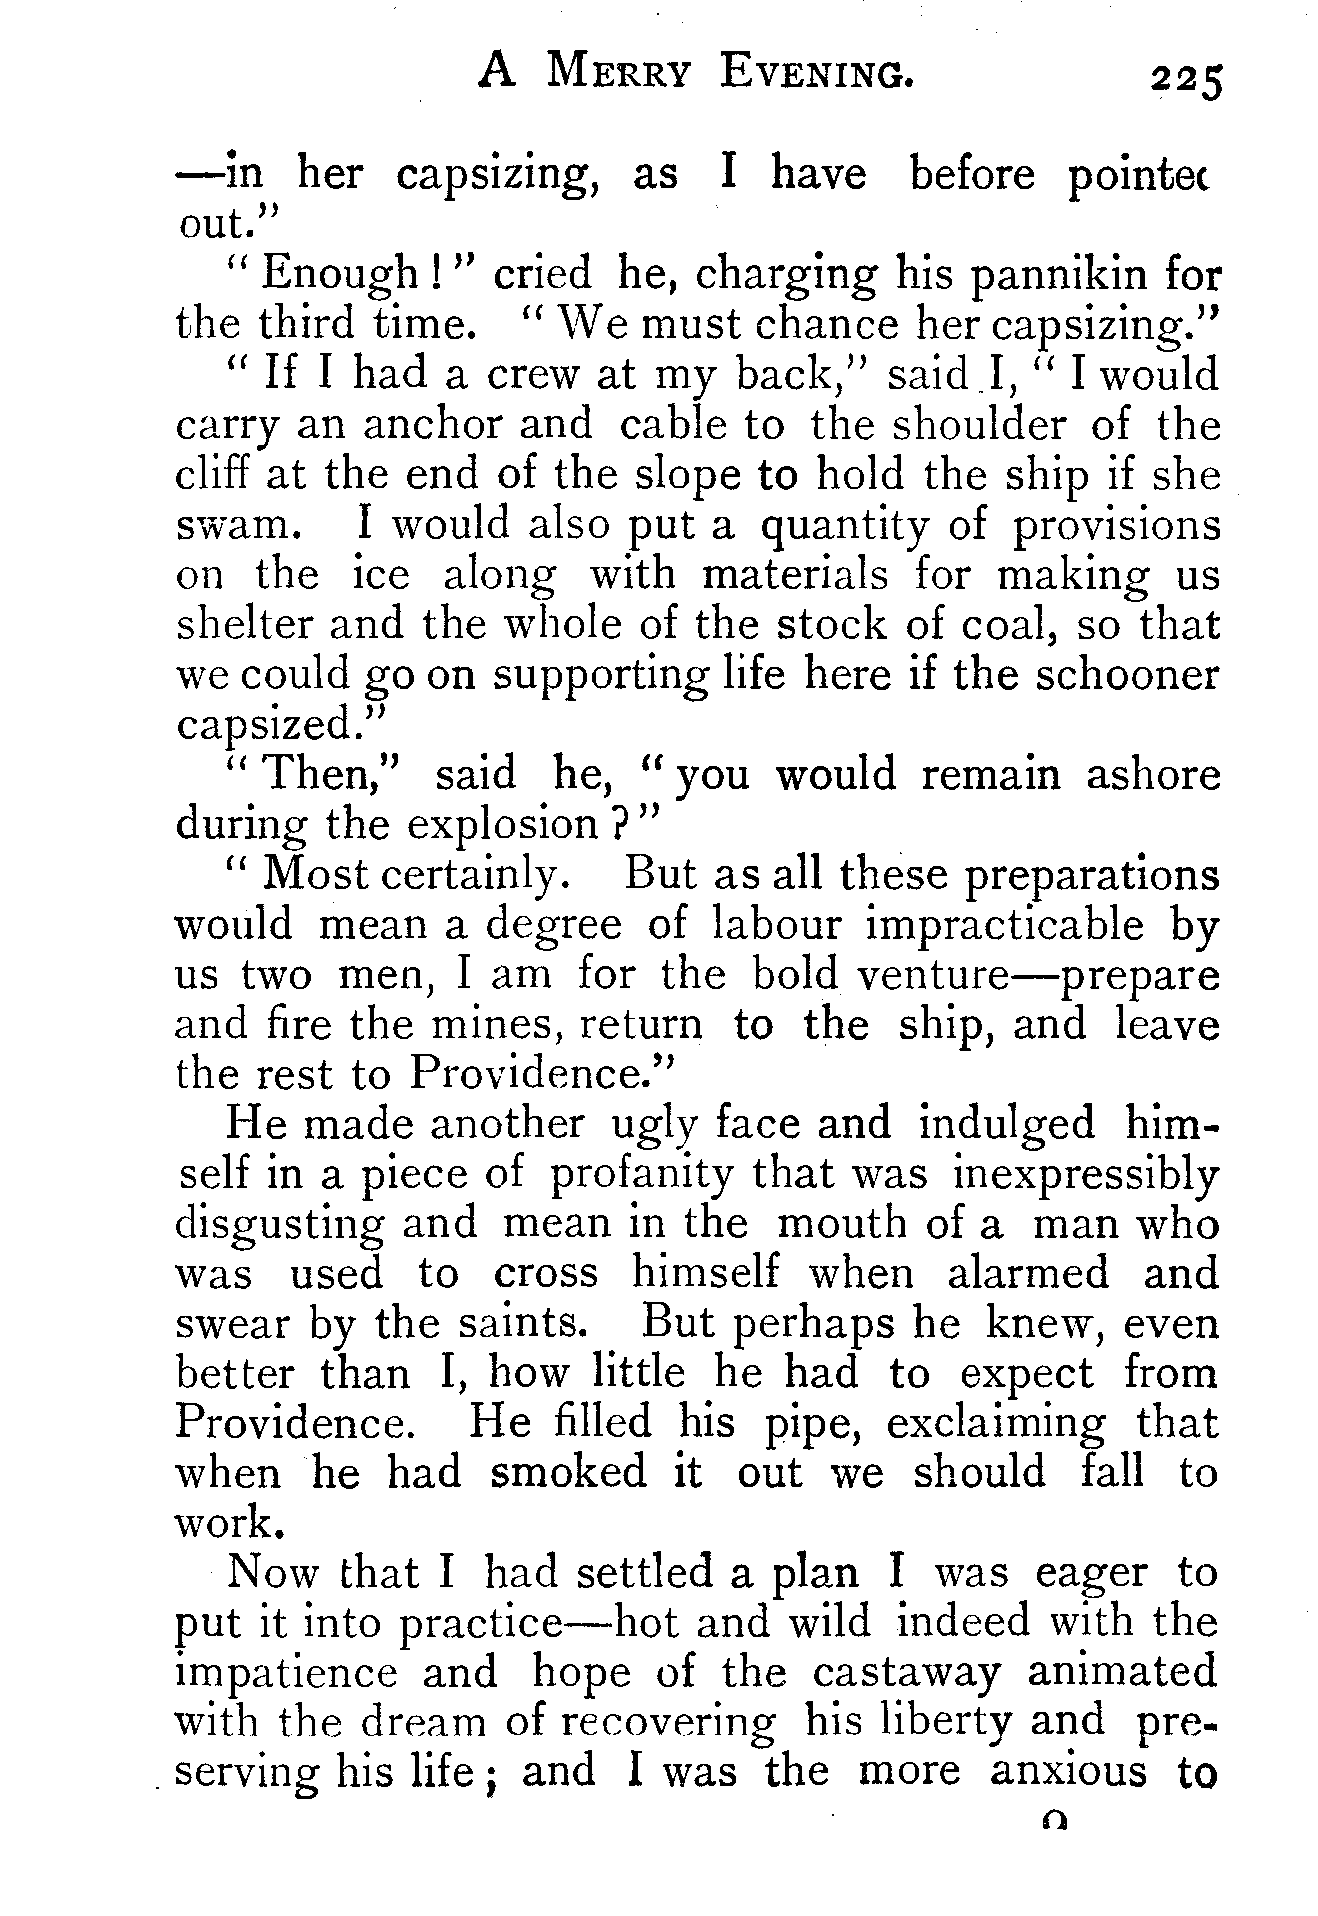 A MERRY EVENING. 225
—in her capsizing, as I have before pointed
out.”
“ Enough ! ” cried he, charging his pannikin for
the third time. “ We must chance her capsizing.”
“ If I had a crew at my back,” said I, “ I would
carry an anchor and cable to the shoulder of the
cliff at the end of the slope to hold the ship if she
swam. I would also put a quantity of provisions
on the ice along with materials for making us
shelter and the whole of the stock of coal, so that
we could go on supporting life here if the schooner
capsized.”
“ Then,” said he, “ you would remain ashore
during the explosion ? ”
“ Most certainly. But as all these preparations
would mean a degree of labour impracticable by
us two men, I am for the bold venture—prepare
and fire the mines, return to the ship, and leave
the rest to Providence.”
He made another ugly face and indulged him-
self in a piece of profanity that was inexpressibly
disgusting and mean in the mouth of a man who
was used to cross himself when alarmed and
swear by the saints. But perhaps he knew, even
better than I, how little he had to expect from
Providence. He filled his pipe, exclaiming that
when he had smoked it out we should fall to
work.
Now that I had settled a plan I was eager to
put it into practice—hot and wild indeed with the
impatience and hope of the castaway animated
with the dream of recovering his liberty and pre-
serving his life ; and I was the more anxious to